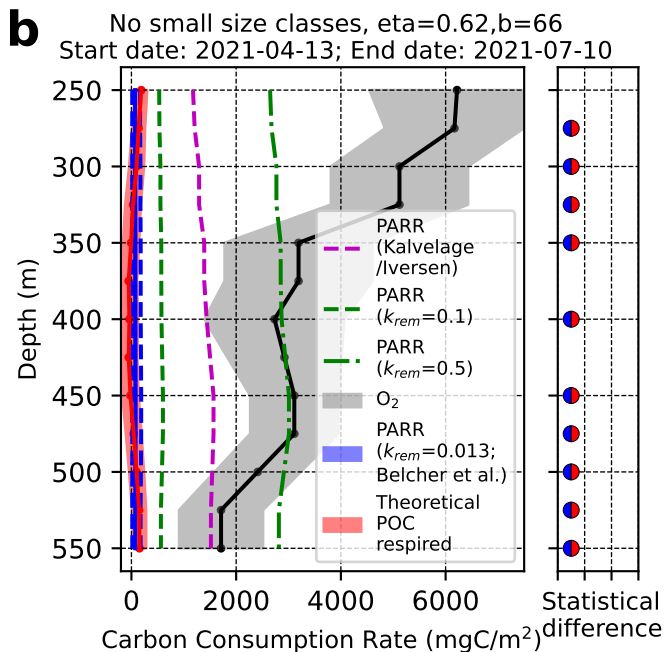 b
No small size classes, eta=0.62,b=66
Start date: 2021-04-13; End date: 2021-07-10
Depth (m)
250
300
350
400
450
500
550
PARR
(Kalvelage
/Iversen)
PARR
(k_rem=0.1)
PARR
(k_rem=0.5)
O₂
PARR
(k_rem=0.013;
Belcher et al.)
Theoretical
POC
respired
0 2000 4000 6000
Carbon Consumption Rate (mgC/m²)
Statistical
difference